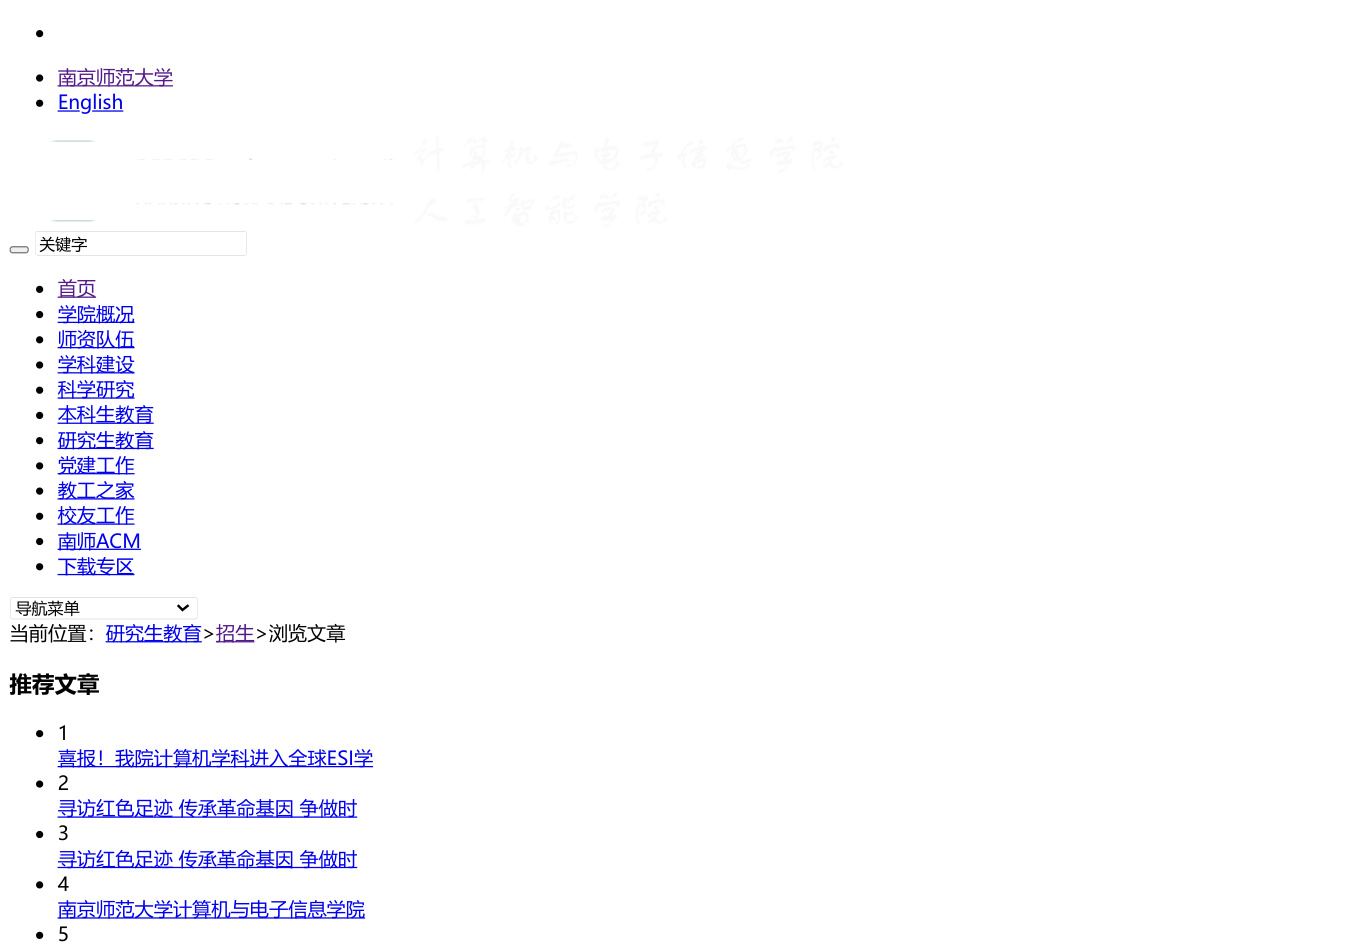 南京师范大学
English
计算机与电子信息学院
人工智能学院
关键字
首页
学院概况
师资队伍
学科建设
科学研究
本科生教育
研究生教育
党建工作
教工之家
校友工作
南师ACM
下载专区
导航菜单
当前位置：研究生教育>招生>浏览文章
推荐文章
1
喜报！我院计算机学科进入全球ESI学
2
寻访红色足迹 传承革命基因 争做时
3
寻访红色足迹 传承革命基因 争做时
4
南京师范大学计算机与电子信息学院
5